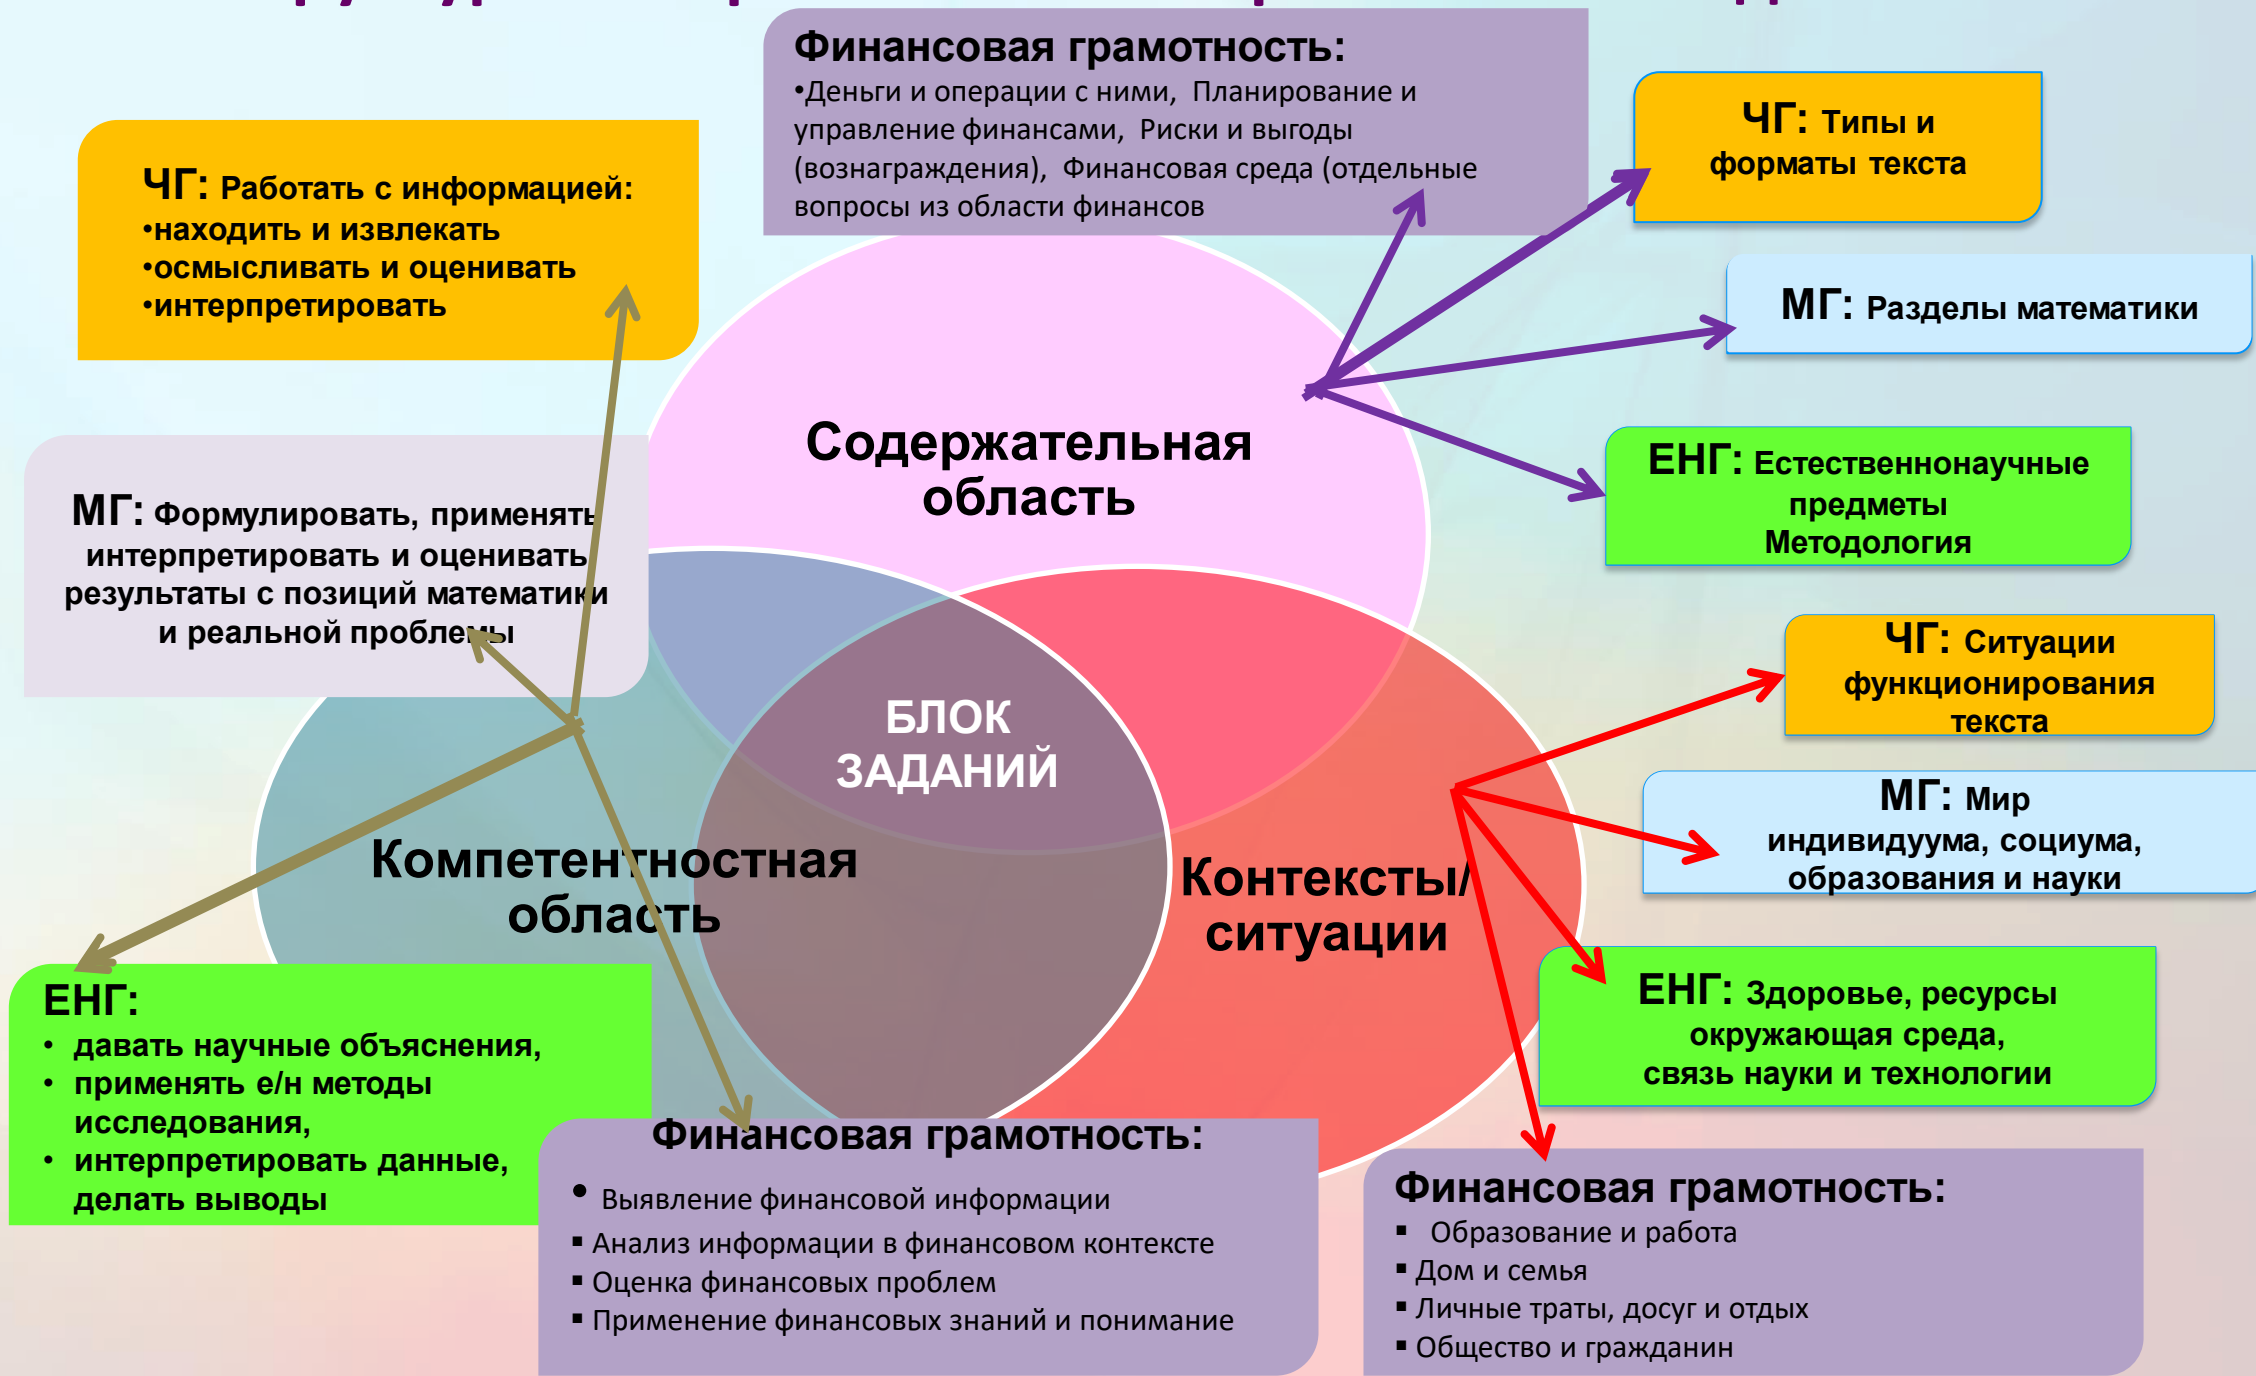 Финансовая грамотность:
•Деньги и операции с ними, Планирование и
управление финансами, Риски и выгоды
(вознаграждения), Финансовая среда (отдельные
вопросы из области финансов
ЧГ: Типы и
форматы текста
ЧГ: Работать с информацией:
•находить и извлекать
•осмысливать и оценивать
•интерпретировать
МГ: Разделы математики
Содержательная
область
ЕНГ: Естественнонаучные
предметы
Методология
МГ: Формулировать, применять
интерпретировать и оценивать
результаты с позиций математики
и реальной проблемы
ЧГ: Ситуации
функционирования
текста
БЛОК
ЗАДАНИЙ
МГ: Мир
индивидуума, социума,
образования и науки
Компетентностная
область
Контексты/
ситуации
ЕНГ: Здоровье, ресурсы
окружающая среда,
связь науки и технологии
ЕНГ:
• давать научные объяснения,
• применять е/н методы
исследования,
• интерпретировать данные,
делать выводы
Финансовая грамотность:
• Выявление финансовой информации
▪ Анализ информации в финансовом контексте
▪ Оценка финансовых проблем
▪ Применение финансовых знаний и понимание
Финансовая грамотность:
▪ Образование и работа
▪ Дом и семья
▪ Личные траты, досуг и отдых
▪ Общество и гражданин